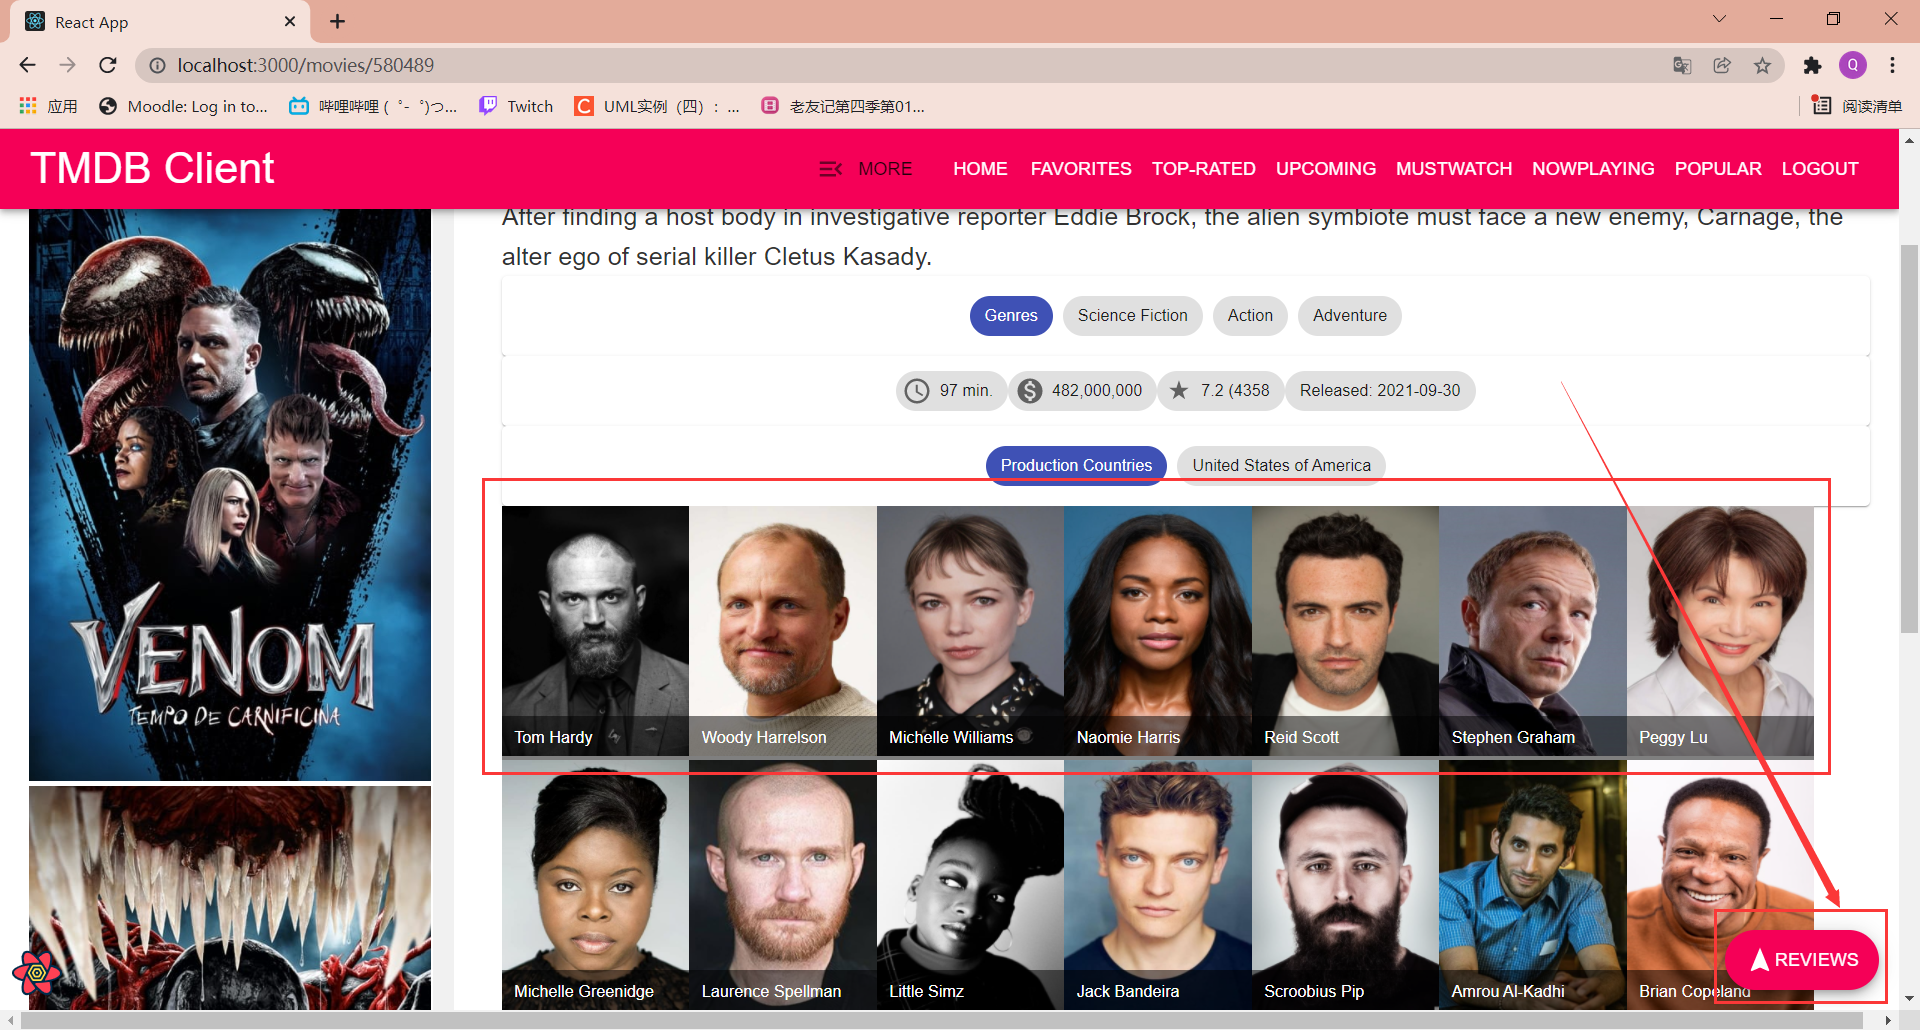 React App
localhost:3000/movies/580489
Q
应用
Moodle: Log in to...
哔哩哔哩 ( ゜- ゜)つ...
Twitch
UML实例（四）：...
老友记第四季第01...
阅读清单
TMDB Client
MORE
HOME
FAVORITES
TOP-RATED
UPCOMING
MUSTWATCH
NOWPLAYING
POPULAR
LOGOUT
After finding a host body in investigative reporter Eddie Brock, the alien symbiote must face a new enemy, Carnage, the
alter ego of serial killer Cletus Kasady.
Genres
Science Fiction
Action
Adventure
97 min.
482,000,000
7.2 (4358
Released: 2021-09-30
Production Countries
United States of America
VENOM
TEMPO DE CARNIFICINA
Tom Hardy
Woody Harrelson
Michelle Williams
Naomie Harris
Reid Scott
Stephen Graham
Peggy Lu
Michelle Greenidge
Laurence Spellman
Little Simz
Jack Bandeira
Scroobius Pip
Amrou Al-Kadhi
Brian Copeland
REVIEWS